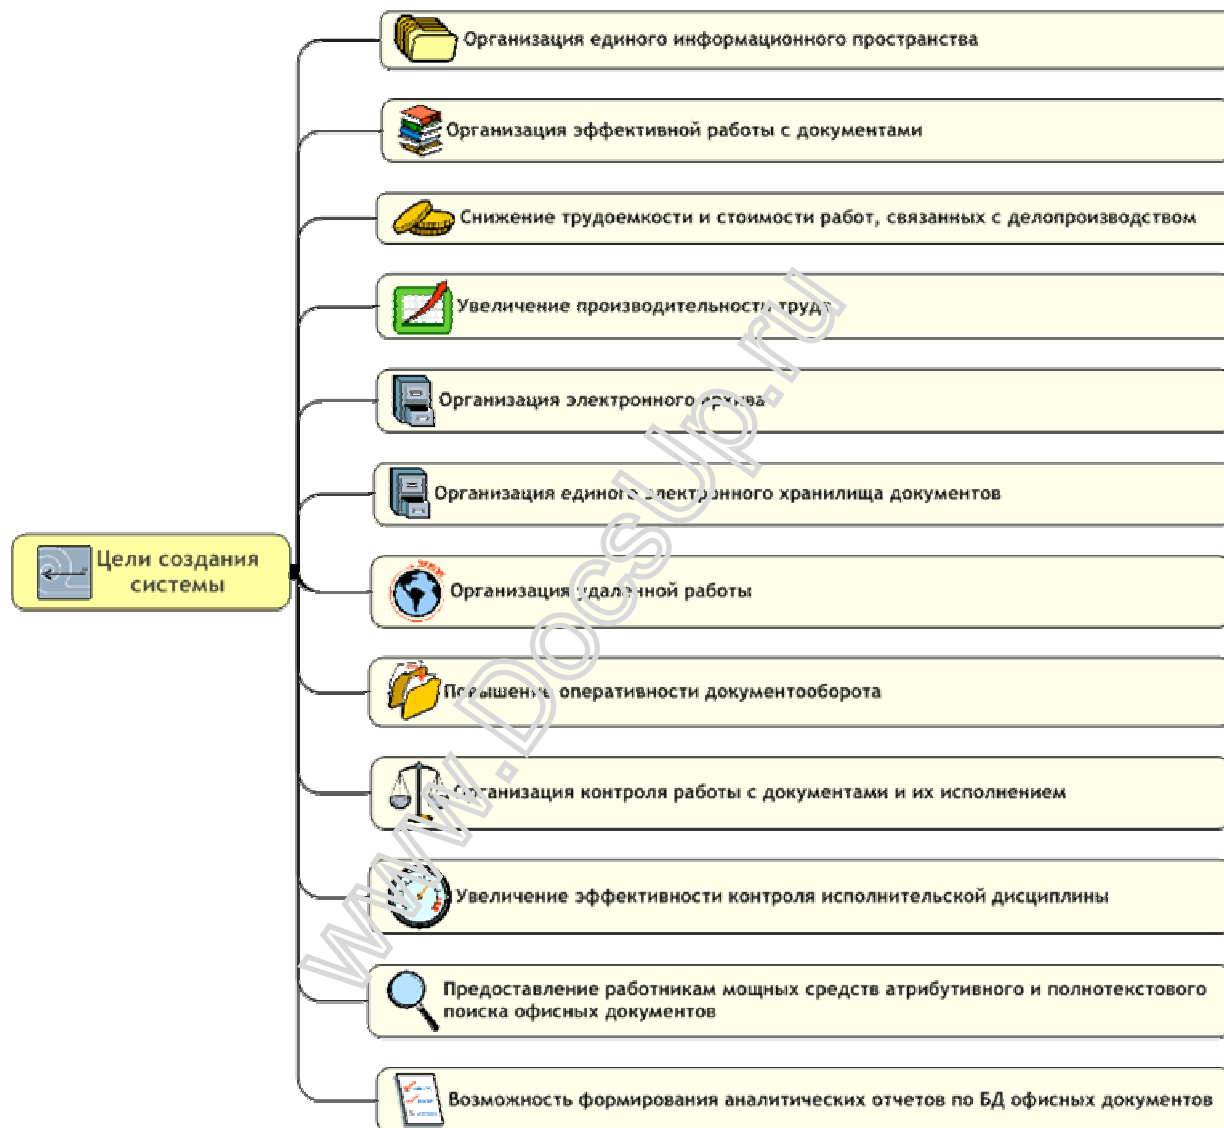 Организация единого информационного пространства
Организация эффективной работы с документами
Снижение трудоемкости и стоимости работ, связанных с делопроизводством
Увеличение производительности труда
Организация электронного архива
Организация единого электронного хранилища документов
Цели создания
системы
Организация удаленной работы
Повышение оперативности документооборота
Организация контроля работы с документами и их исполнением
Увеличение эффективности контроля исполнительской дисциплины
Предоставление работникам мощных средств атрибутивного и полнотекстового
поиска офисных документов
Возможность формирования аналитических отчетов по БД офисных документов
www.DocsUp.ru